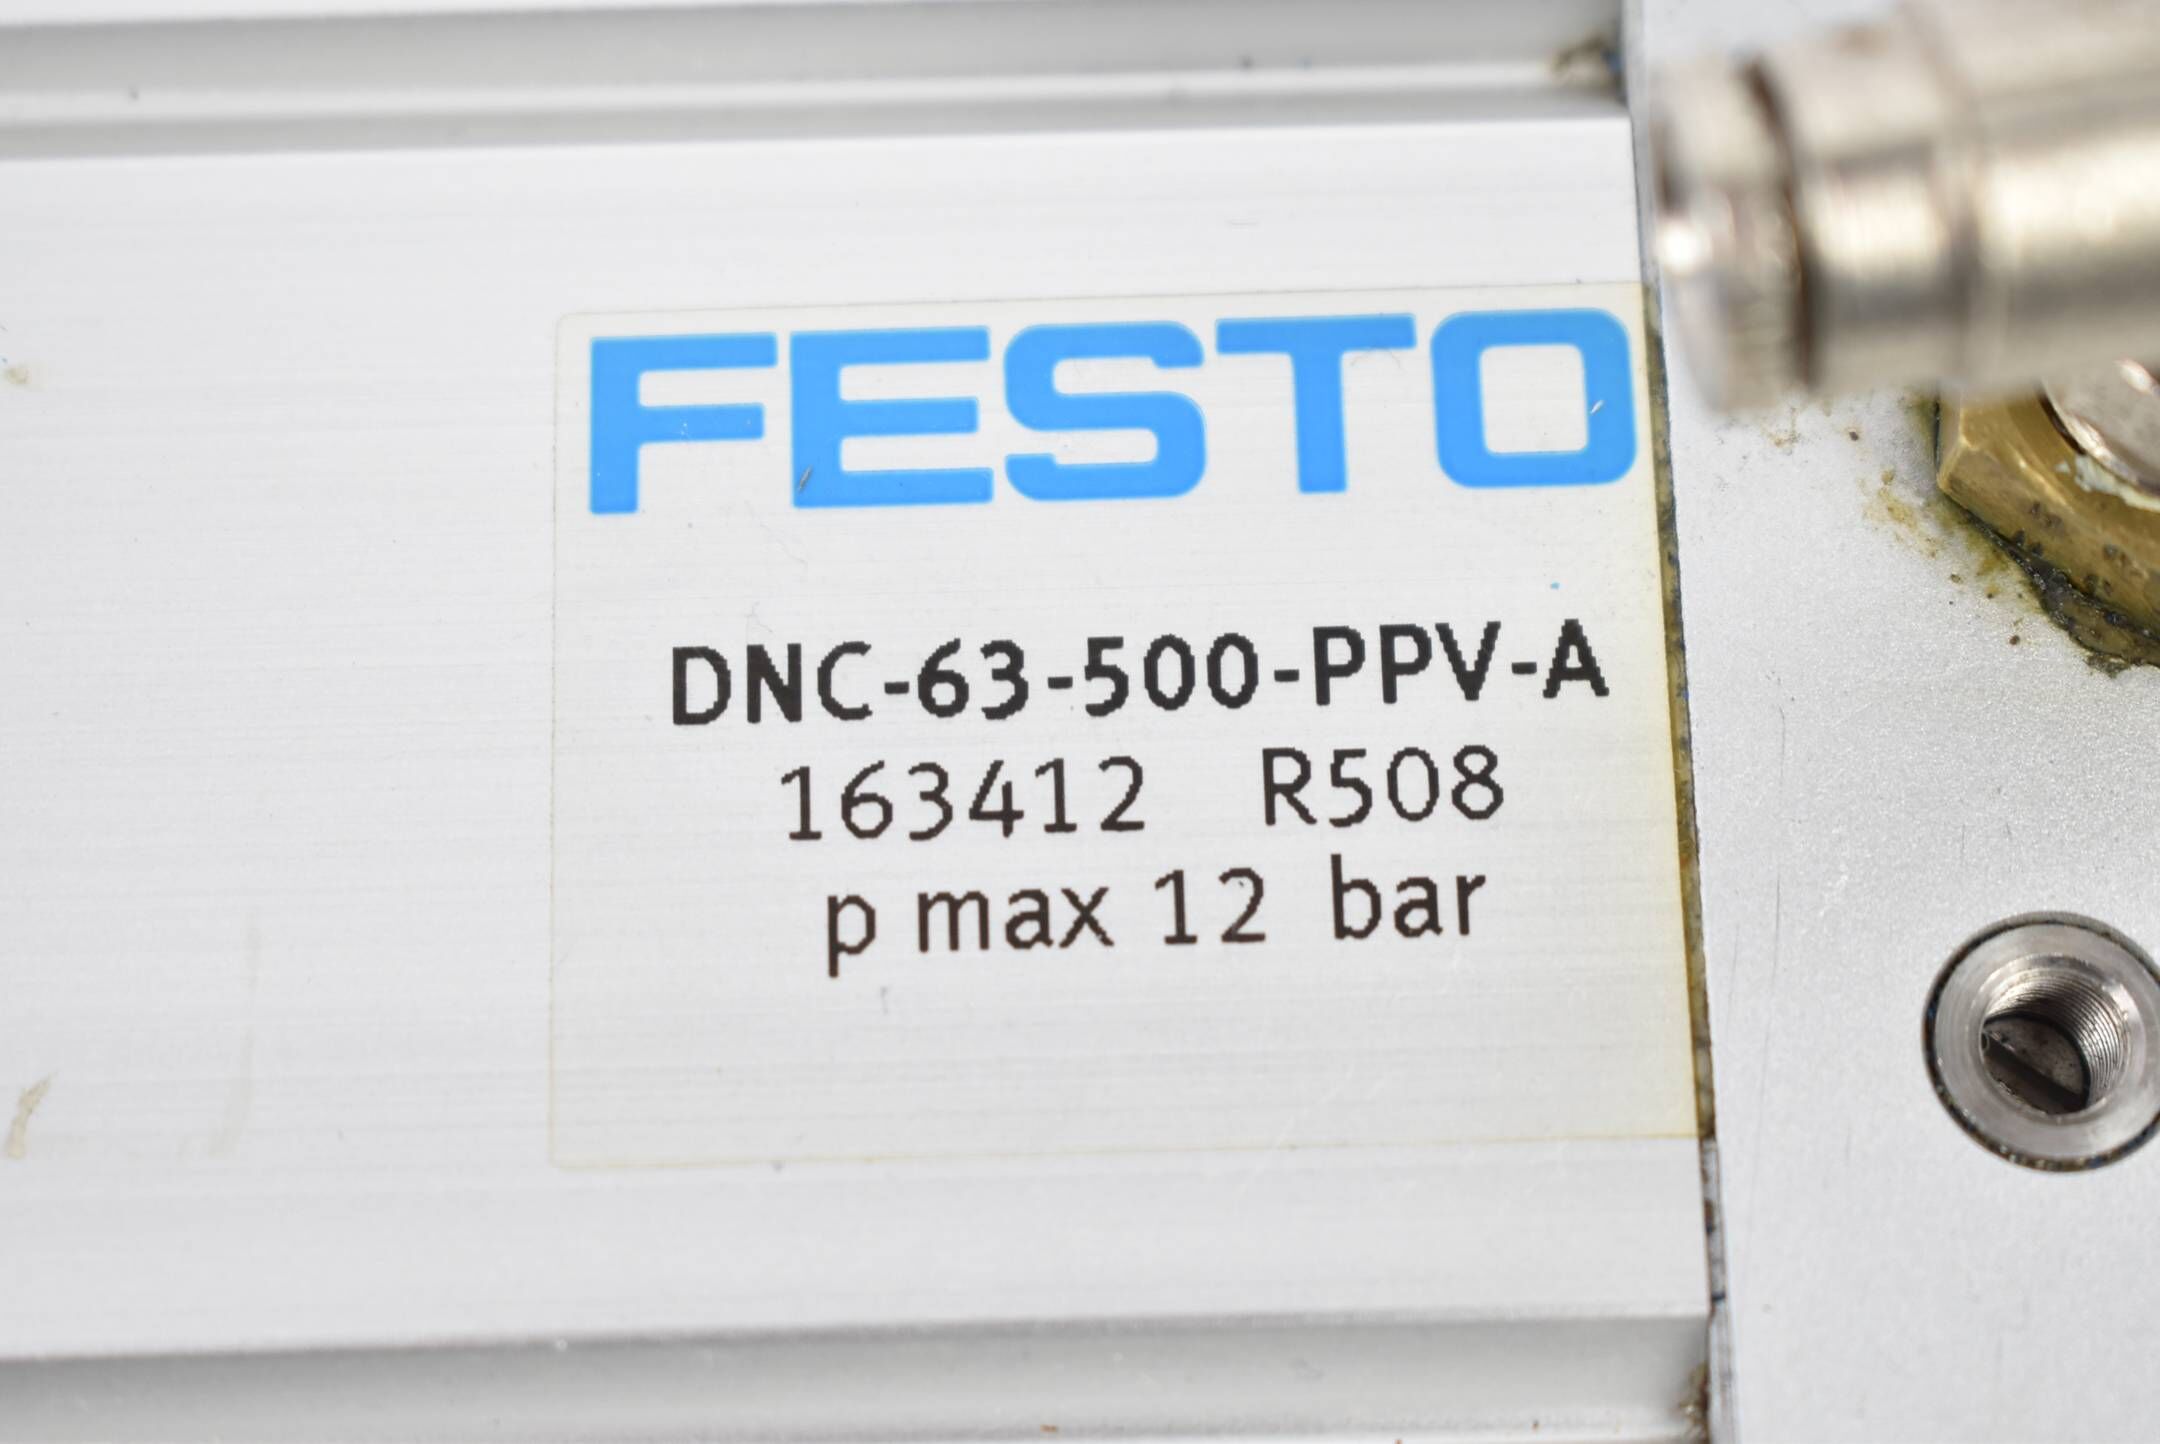 FESTO
DNC-63-500-PPV-A
163412 R508
p max 12 bar